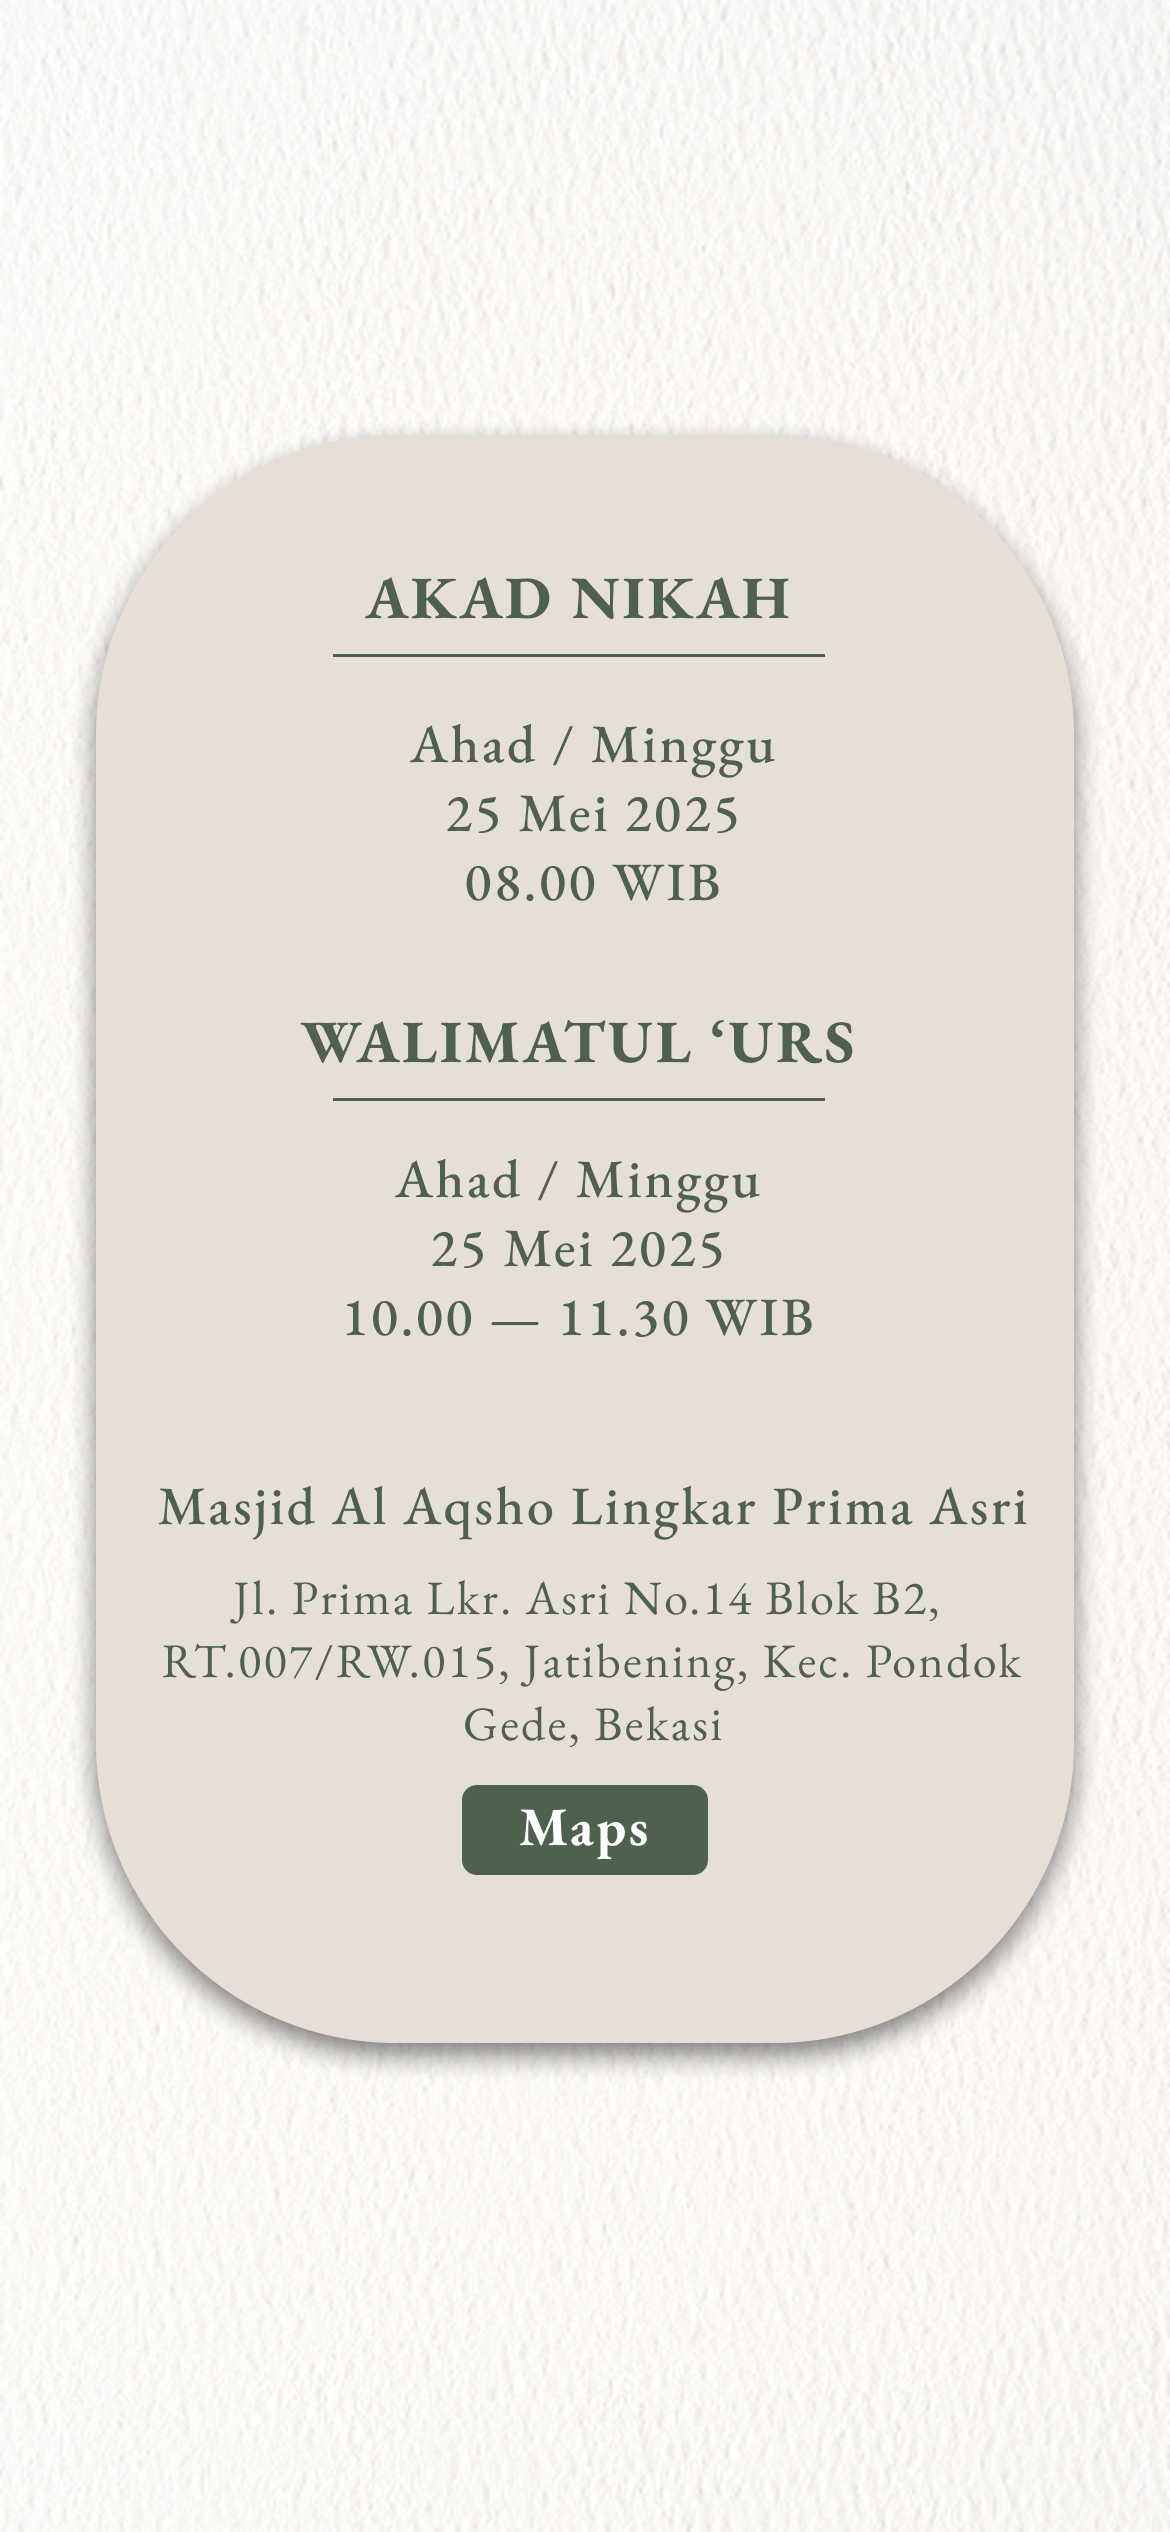 AKAD NIKAH
Ahad / Minggu
25 Mei 2025
08.00 WIB
WALIMATUL ‘URS
Ahad / Minggu
25 Mei 2025
10.00 — 11.30 WIB
Masjid Al Aqsho Lingkar Prima Asri
Jl. Prima Lkr. Asri No.14 Blok B2,
RT.007/RW.015, Jatibening, Kec. Pondok
Gede, Bekasi
Maps